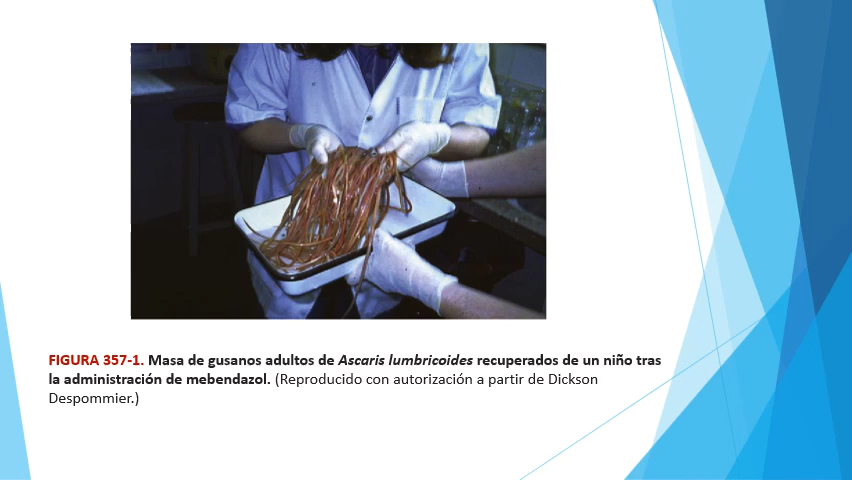 FIGURA 357-1. Masa de gusanos adultos de Ascaris lumbricoides recuperados de un niño tras
la administración de mebendazol. (Reproducido con autorización a partir de Dickson
Despommier.)